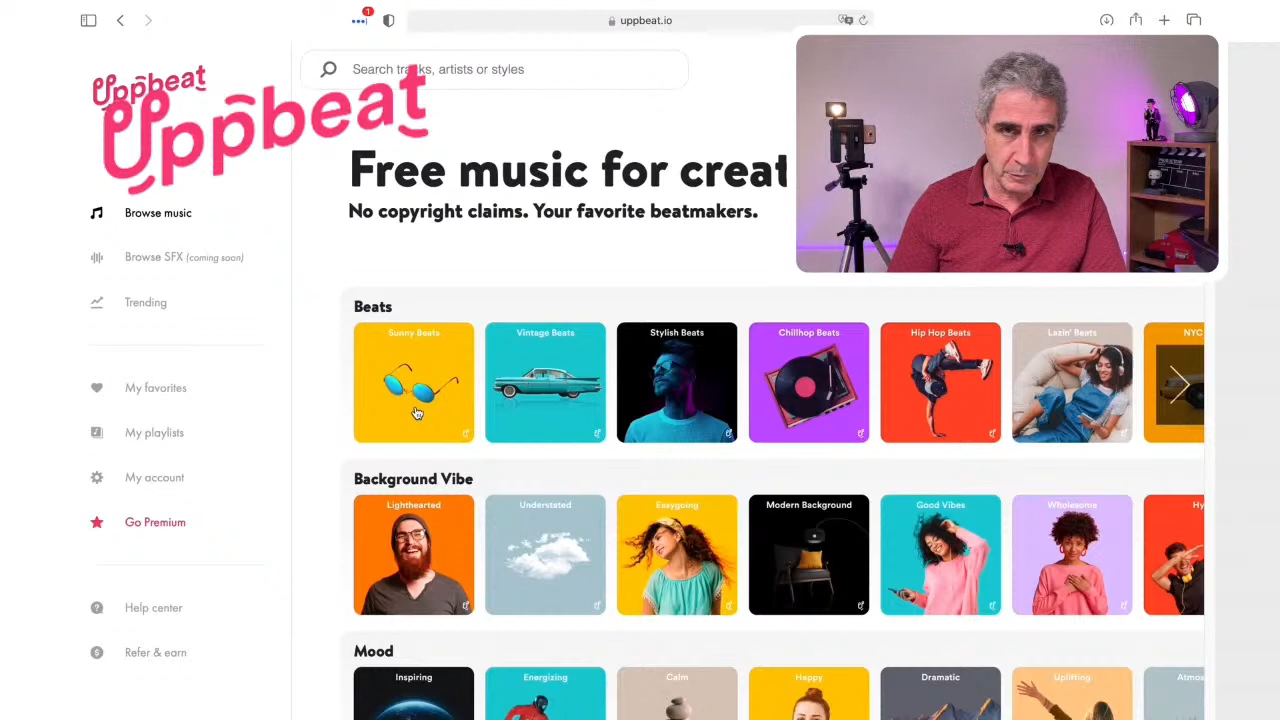 1
uppbeat.io
Uppbeat
Uppbeat
Search tracks, artists or styles
Free music for creat
No copyright claims. Your favorite beatmakers.
Browse music
Browse SFX (coming soon)
Trending
My favorites
My playlists
My account
Go Premium
Help center
Refer & earn
Beats
Sunny Beats
Vintage Beats
Stylish Beats
Chillhop Beats
Hip Hop Beats
Lazin' Beats
NYC
Background Vibe
Lighthearted
Understated
Easygoing
Modern Background
Good Vibes
Wholesome
Hy
Mood
Inspiring
Energizing
Calm
Happy
Dramatic
Uplifting
Atmos